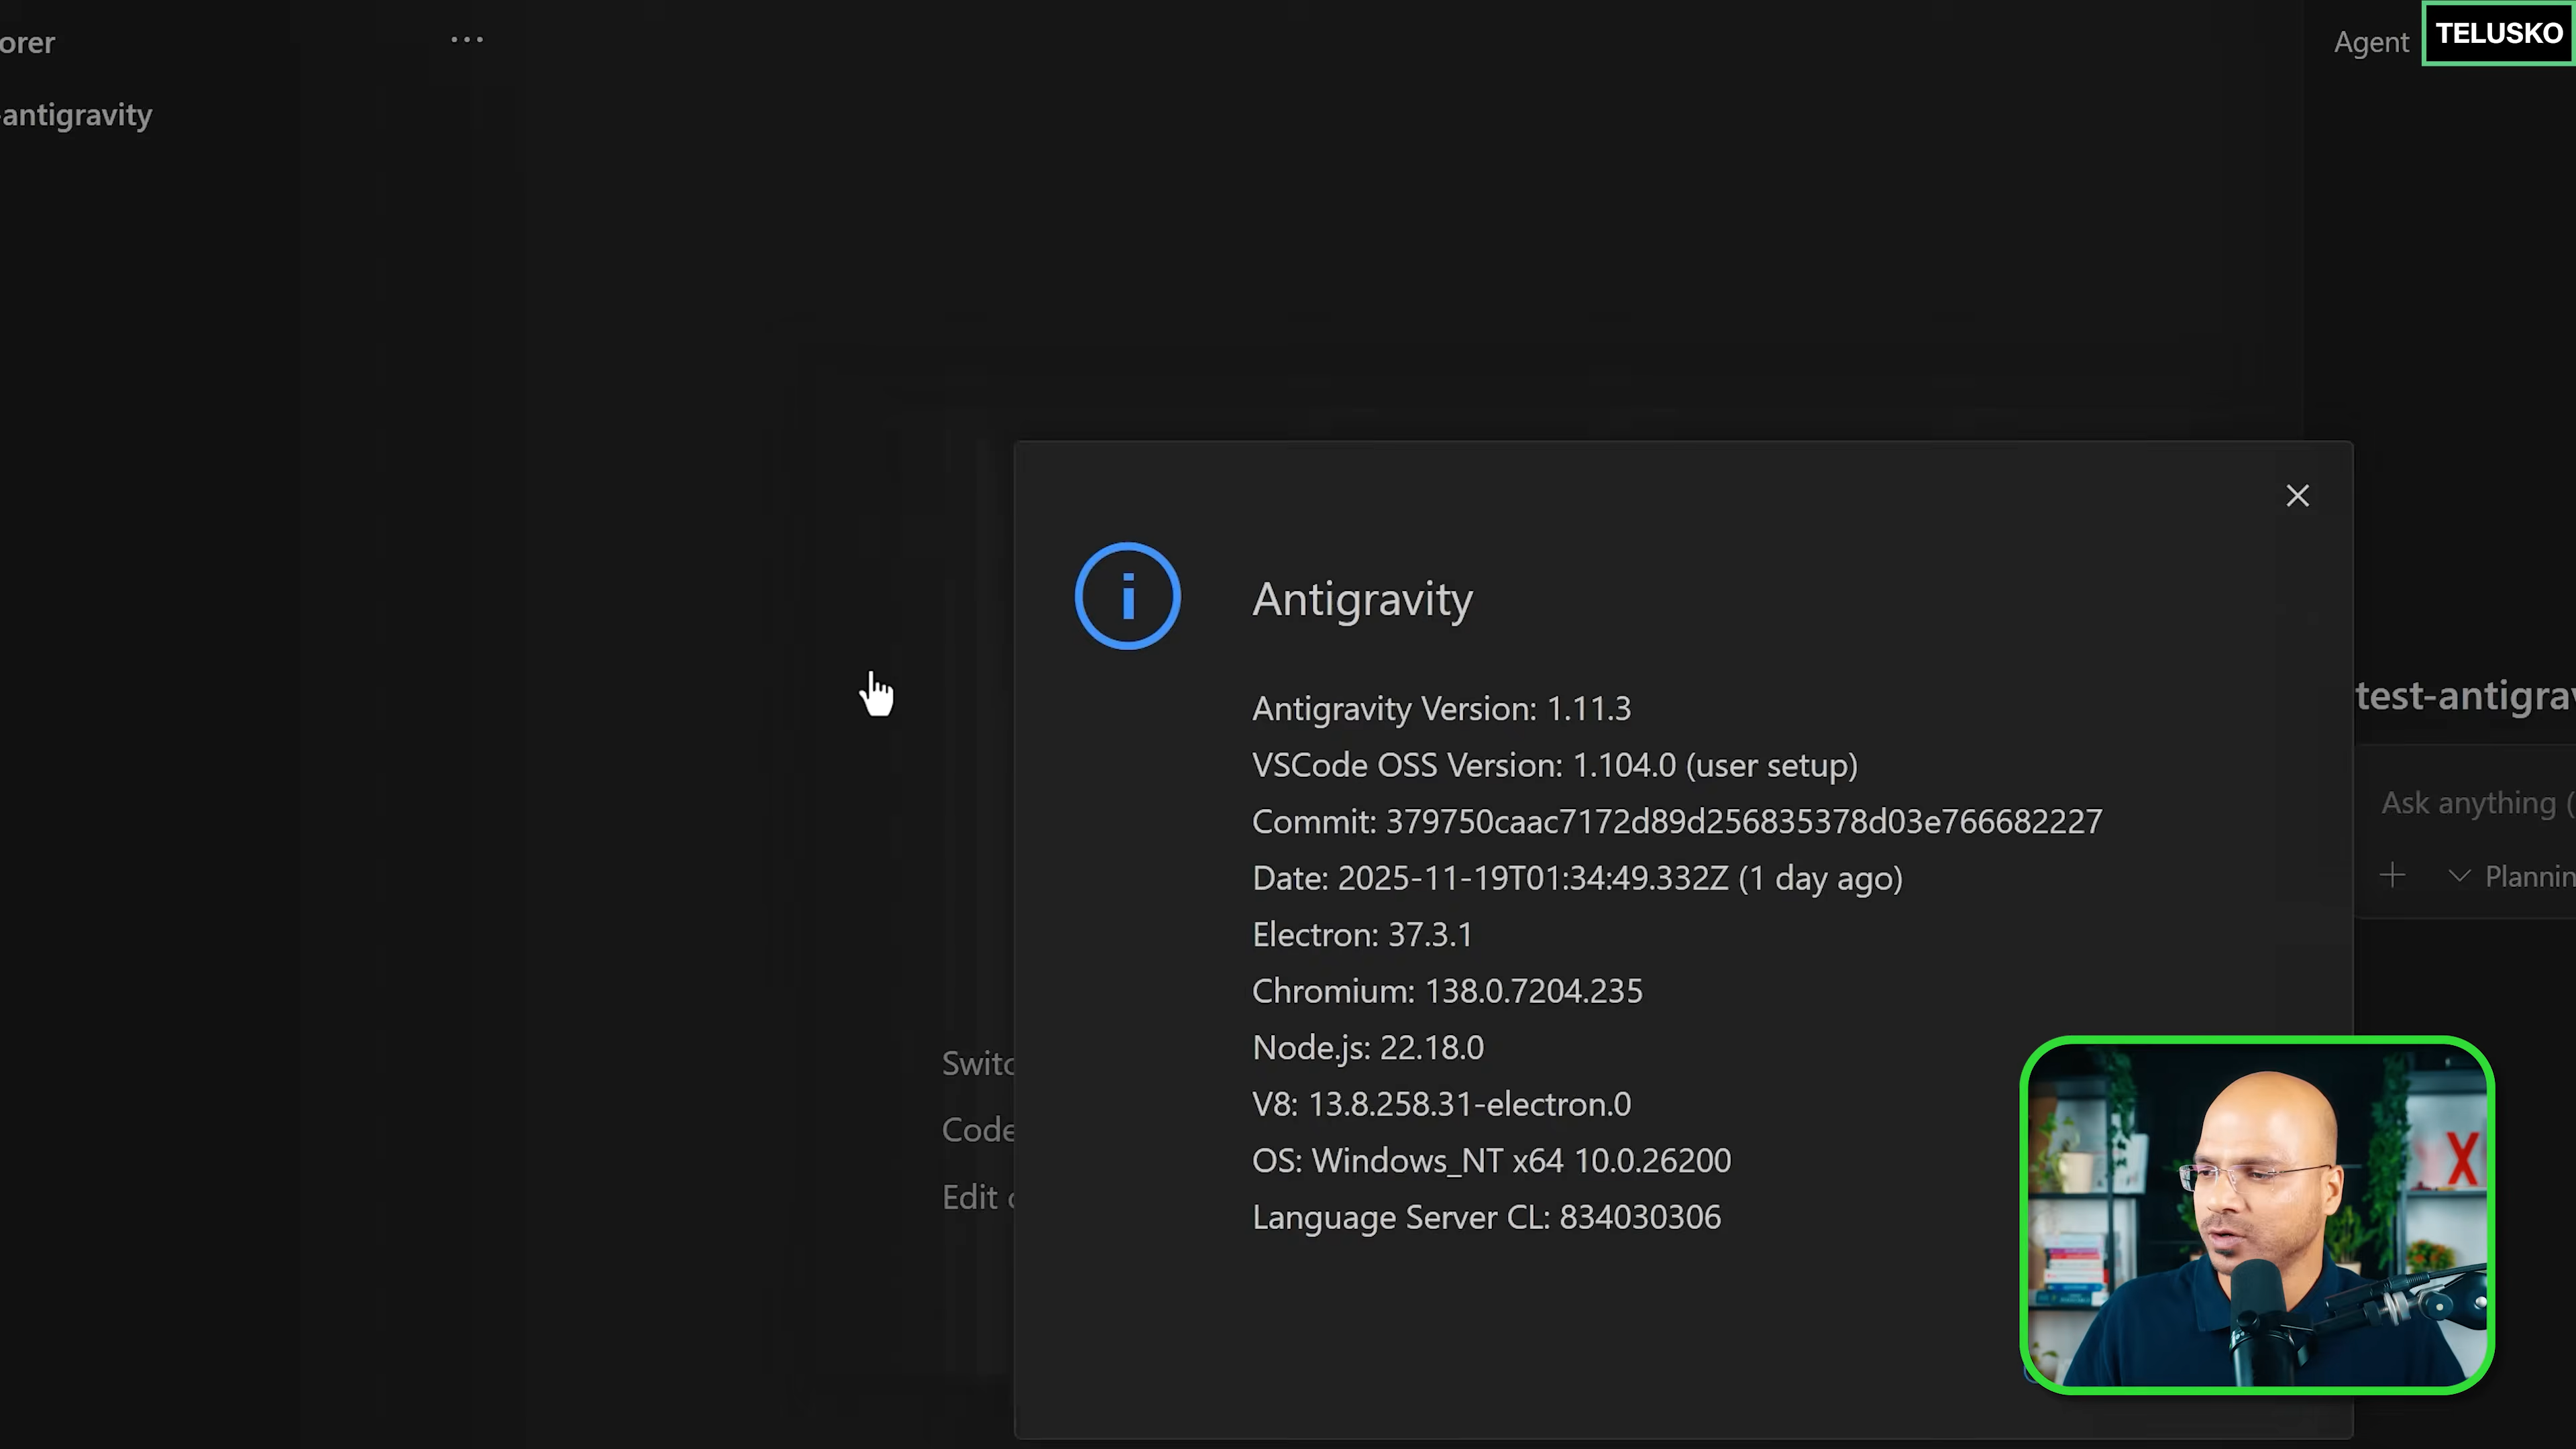 orer
...
Agent
TELUSKO
-antigravity
Antigravity
Antigravity Version: 1.11.3
VSCode OSS Version: 1.104.0 (user setup)
Commit: 379750caac7172d89d256835378d03e766682227
Date: 2025-11-19T01:34:49.332Z (1 day ago)
Electron: 37.3.1
Chromium: 138.0.7204.235
Node.js: 22.18.0
V8: 13.8.258.31-electron.0
OS: Windows_NT x64 10.0.26200
Language Server CL: 834030306
Switc
Code
Edit c
test-antigrav
Ask anything (
Plannin
X